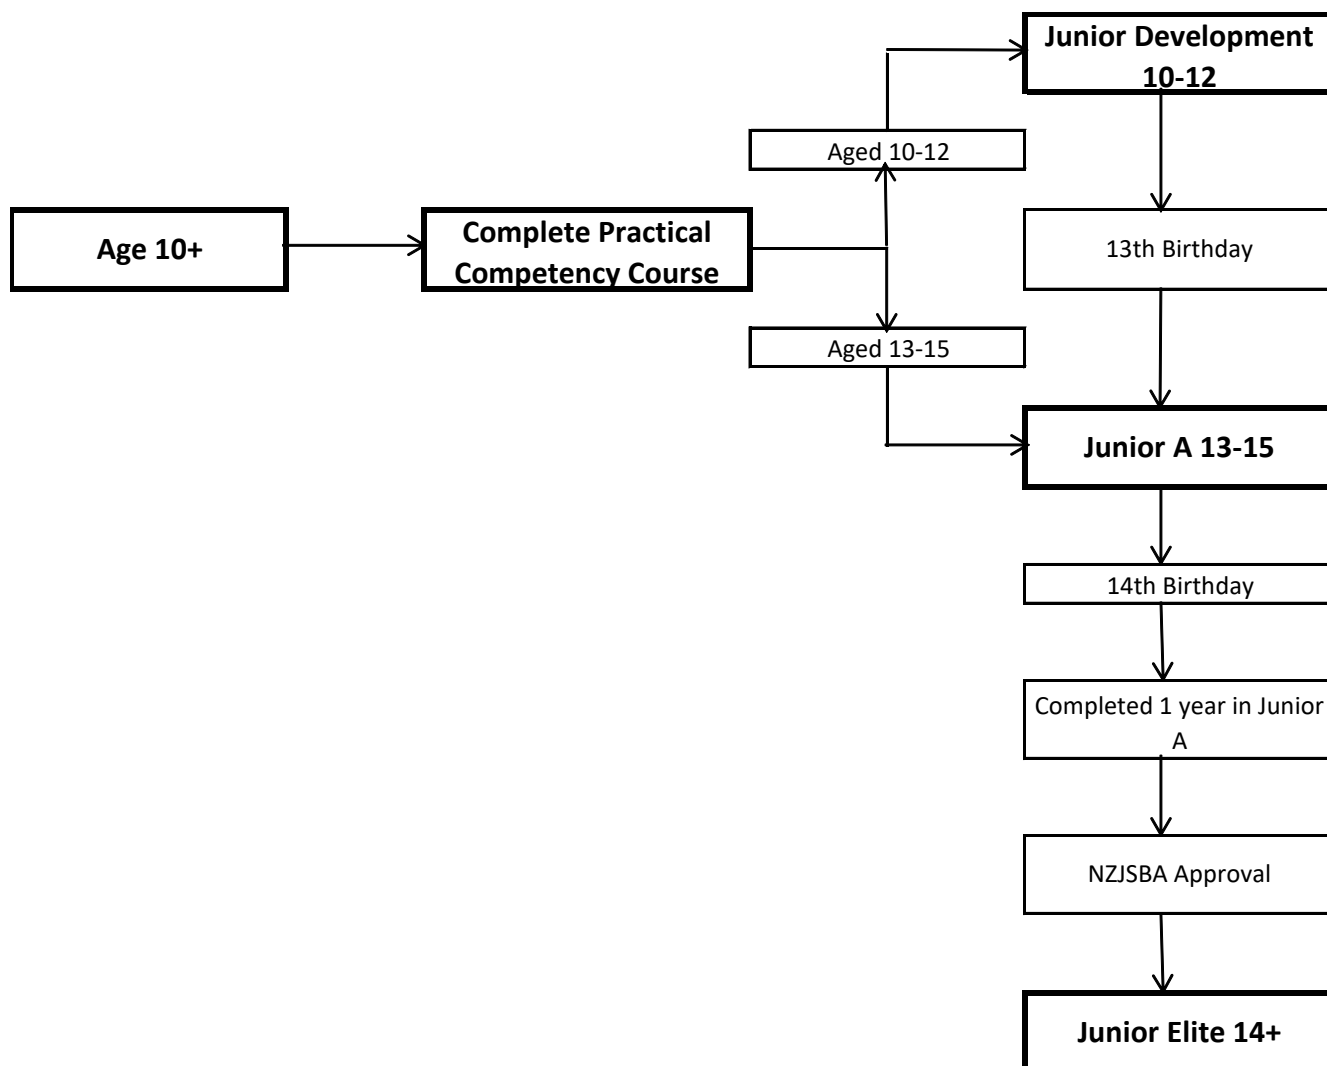 Junior Development
10-12
Aged 10-12
Age 10+
Complete Practical
Competency Course
13th Birthday
Aged 13-15
Junior A 13-15
14th Birthday
Completed 1 year in Junior
A
NZJSBA Approval
Junior Elite 14+